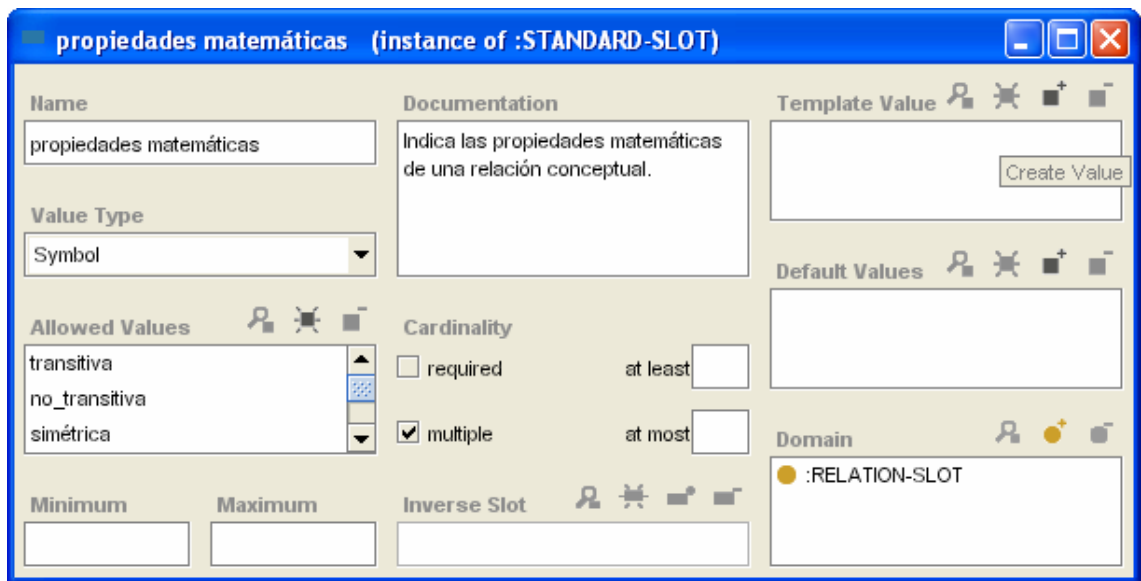 propiedades matemáticas (instance of :STANDARD-SLOT)
Name
propiedades matemáticas
Value Type
Symbol
Allowed Values
transitiva
no_transitiva
simétrica
Minimum
Maximum
Documentation
Indica las propiedades matemáticas
de una relación conceptual.
Cardinality
required
at least
multiple
at most
Inverse Slot
Template Value
Create Value
Default Values
Domain
:RELATION-SLOT